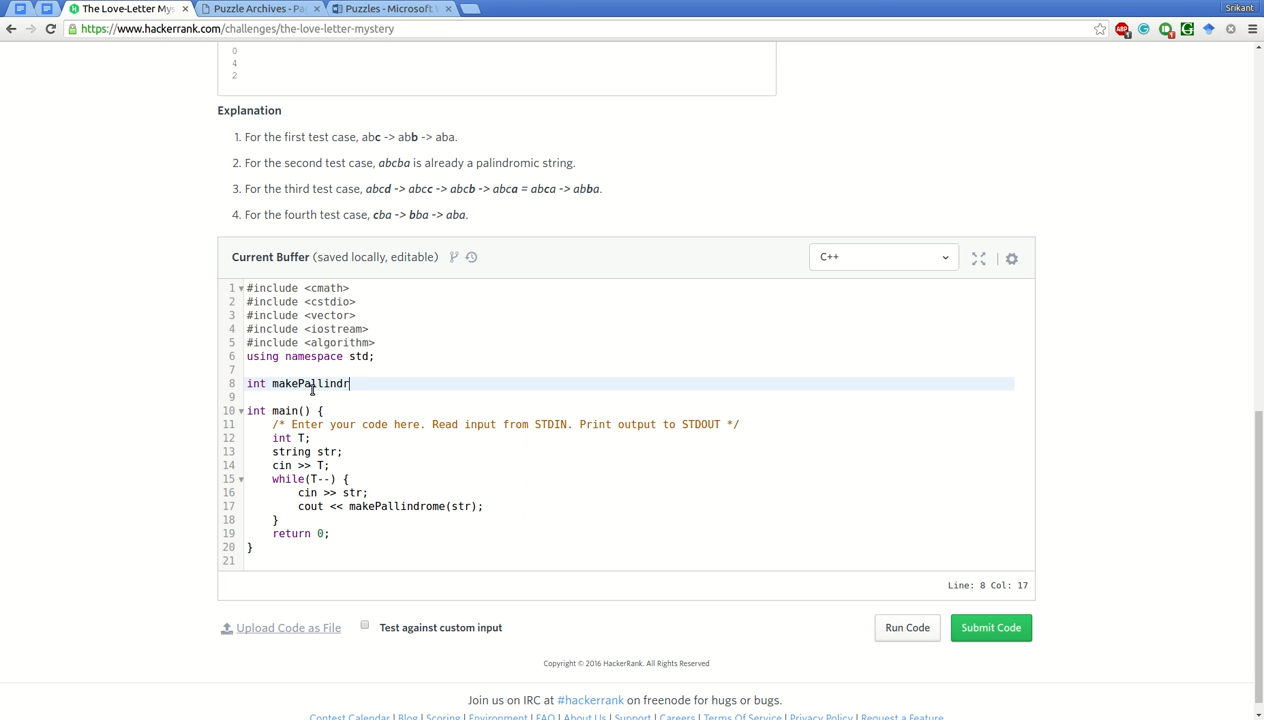 Srikant
The Love-Letter Mys
Puzzle Archives - Pa
Puzzles - Microsoft W
https://www.hackerrank.com/challenges/the-love-letter-mystery
0
4
2
Explanation
1. For the first test case, abc -> abb -> aba.
2. For the second test case, abcba is already a palindromic string.
3. For the third test case, abcd -> abcc -> abcb -> abca = abca -> abba.
4. For the fourth test case, cba -> bba -> aba.
Current Buffer (saved locally, editable)
C++
1 #include <cmath>
2 #include <cstdio>
3 #include <vector>
4 #include <iostream>
5 #include <algorithm>
6 using namespace std;
7
8 int makePallindr
9
10 int main() {
11 /* Enter your code here. Read input from STDIN. Print output to STDOUT */
12 int T;
13 string str;
14 cin >> T;
15 while(T--) {
16 cin >> str;
17 cout << makePallindrome(str);
18 }
19 return 0;
20 }
21
Line: 8 Col: 17
Upload Code as File
Test against custom input
Run Code
Submit Code
Copyright © 2016 HackerRank. All Rights Reserved
Join us on IRC at #hackerrank on freenode for hugs or bugs.
Contest Calendar | Blog | Scoring | Environment | FAQ | About Us | Support | Careers | Terms Of Service | Privacy Policy | Request a Feature